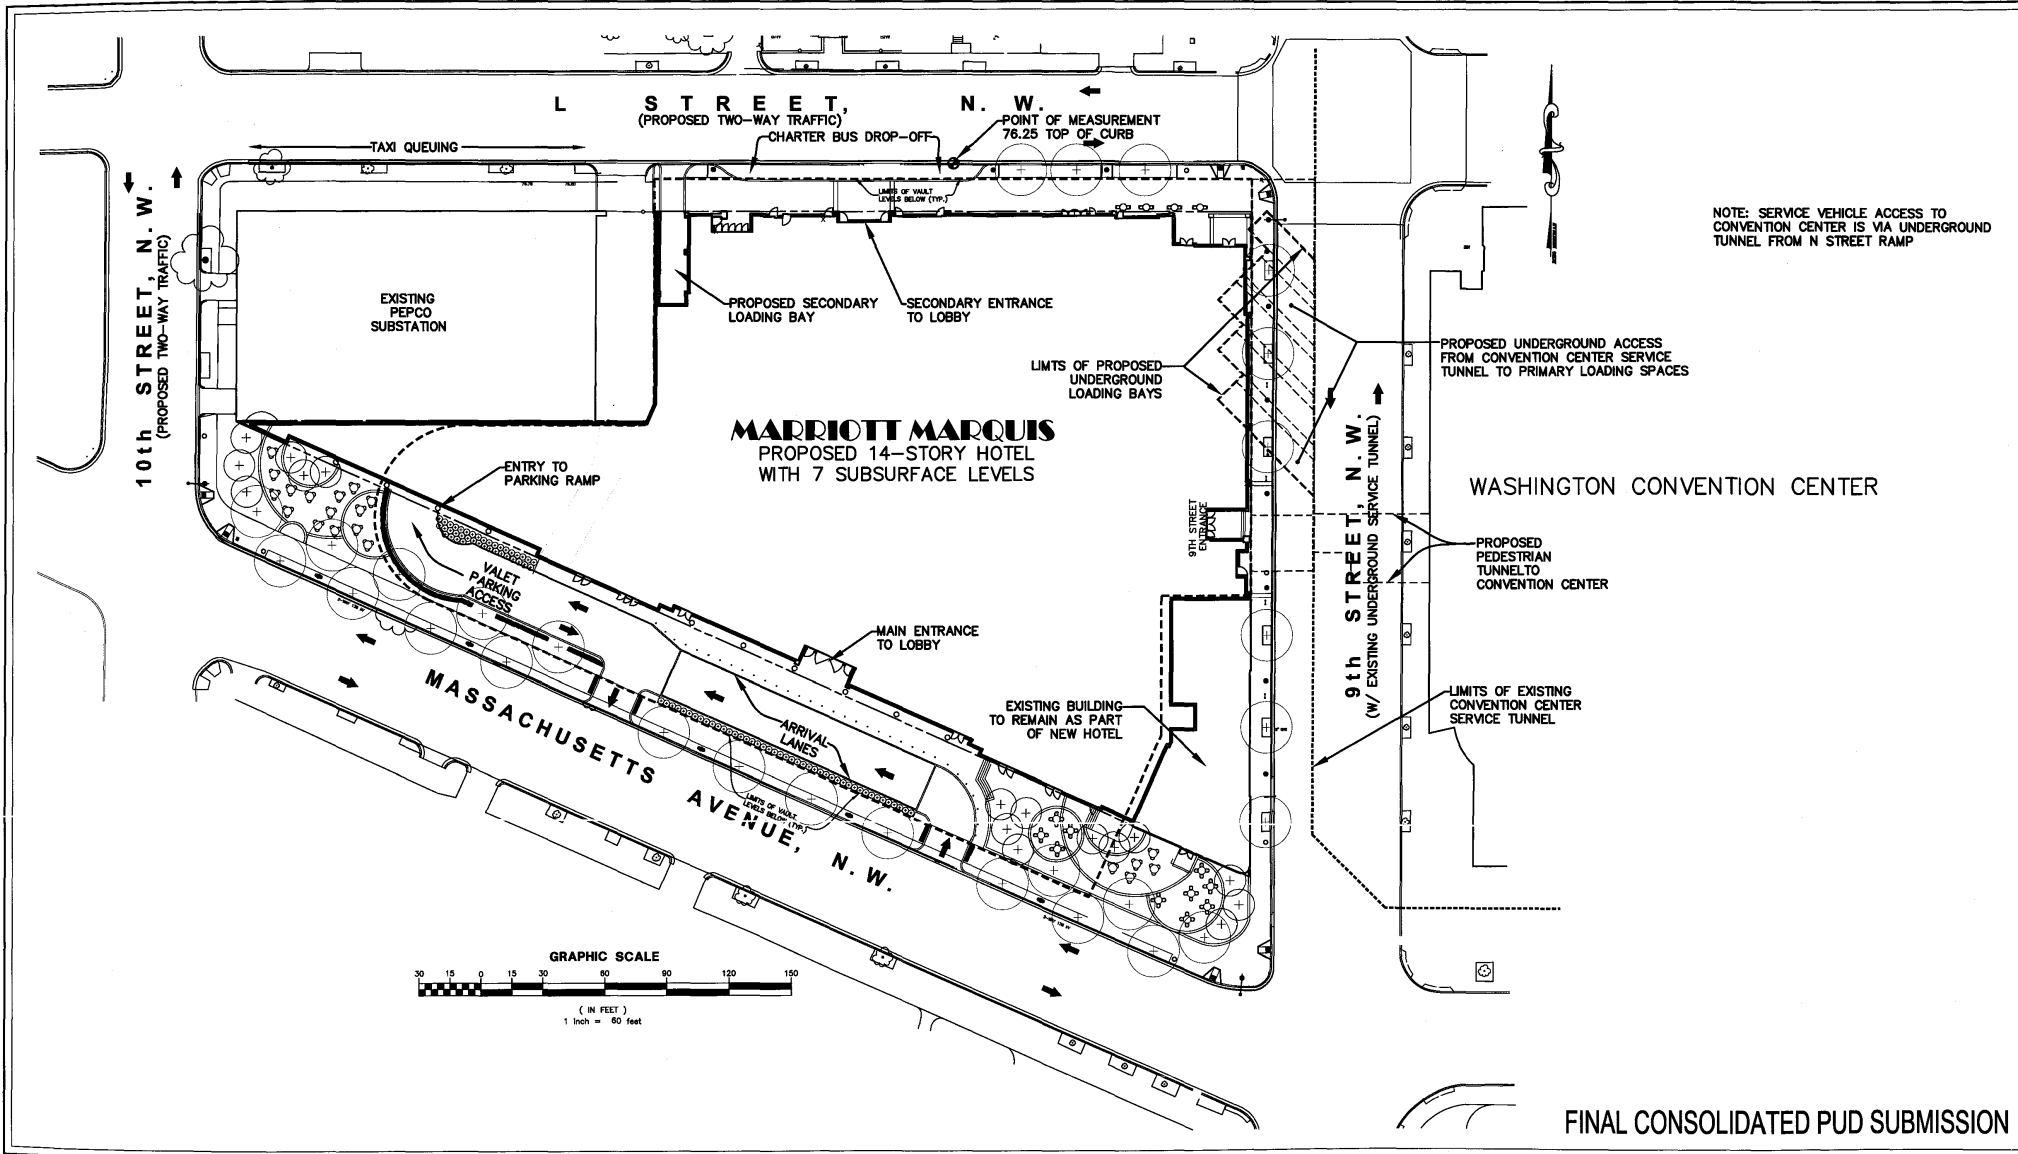 L STREET, N. W.
(PROPOSED TWO-WAY TRAFFIC)
POINT OF MEASUREMENT
76.25 TOP OF CURB
CHARTER BUS DROP-OFF
TAXI QUEUING
LIMITS OF VAULT
LEVELS BELOW (TYP.)
10th STREET, N. W.
(PROPOSED TWO-WAY TRAFFIC)
NOTE: SERVICE VEHICLE ACCESS TO
CONVENTION CENTER IS VIA UNDERGROUND
TUNNEL FROM N STREET RAMP
EXISTING
PEPCO
SUBSTATION
PROPOSED SECONDARY
LOADING BAY
SECONDARY ENTRANCE
TO LOBBY
LIMTS OF PROPOSED
UNDERGROUND
LOADING BAYS
PROPOSED UNDERGROUND ACCESS
FROM CONVENTION CENTER SERVICE
TUNNEL TO PRIMARY LOADING SPACES
MARRIOTT MARQUIS
PROPOSED 14-STORY HOTEL
WITH 7 SUBSURFACE LEVELS
ENTRY TO
PARKING RAMP
WASHINGTON CONVENTION CENTER
9TH STREET
ENTRANCE
9th STREET, N. W.
(W/ EXISTING UNDERGROUND SERVICE TUNNEL)
PROPOSED
PEDESTRIAN
TUNNELTO
CONVENTION CENTER
VALET
PARKING
ACCESS
MAIN ENTRANCE
TO LOBBY
EXISTING BUILDING
TO REMAIN AS PART
OF NEW HOTEL
LIMITS OF EXISTING
CONVENTION CENTER
SERVICE TUNNEL
ARRIVAL
LANES
LIMITS OF VAULT
LEVELS BELOW (TYP.)
MASSACHUSETTS AVENUE, N. W.
GRAPHIC SCALE
30 15 0 15 30 60 90 120 150
( IN FEET )
1 inch = 60 feet
FINAL CONSOLIDATED PUD SUBMISSION